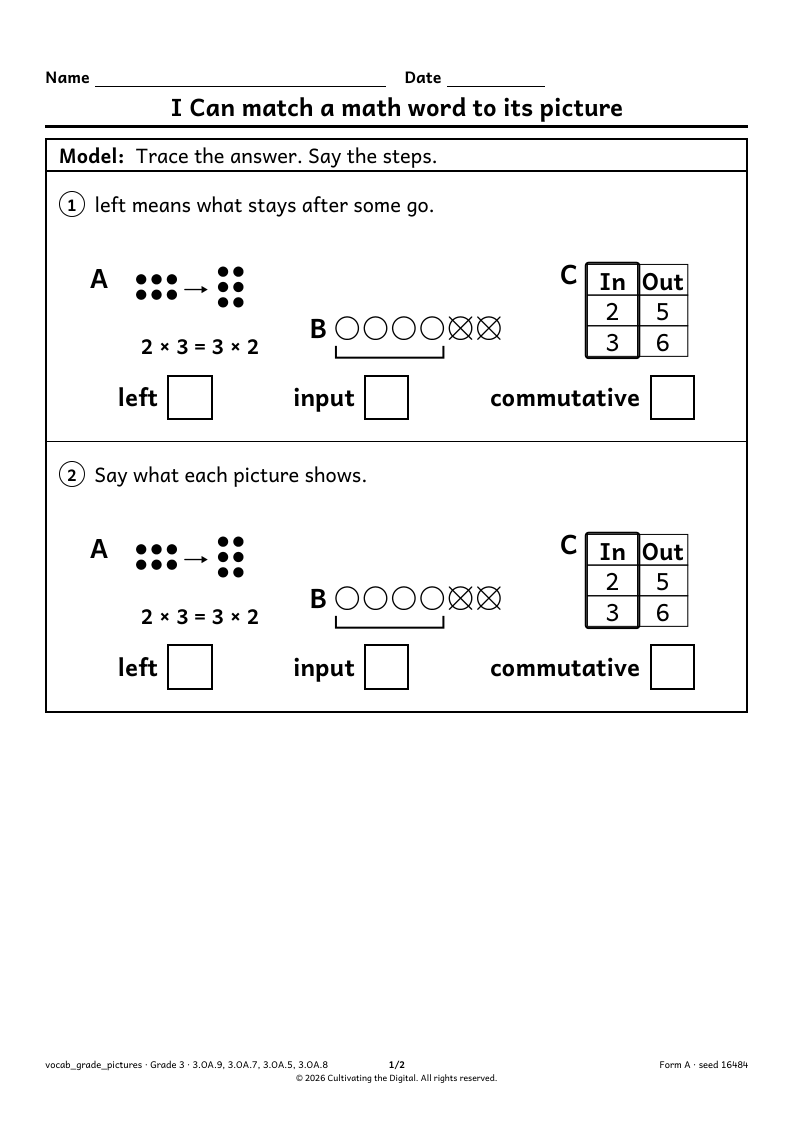 Name Date
I Can match a math word to its picture
Model: Trace the answer. Say the steps.
1 left means what stays after some go.
A
2 × 3 = 3 × 2
B
C
In Out
2 5
3 6
left input commutative
2 Say what each picture shows.
A
2 × 3 = 3 × 2
B
C
In Out
2 5
3 6
left input commutative
vocab_grade_pictures · Grade 3 · 3.OA.9, 3.OA.7, 3.OA.5, 3.OA.8 1/2 Form A · seed 16484
© 2026 Cultivating the Digital. All rights reserved.